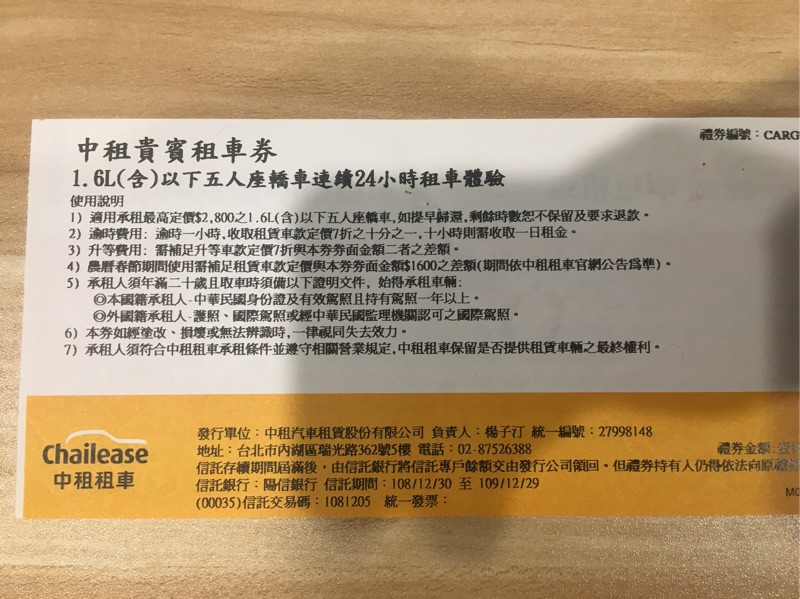 禮券編號：CARG
中租貴賓租車券
1.6L(含)以下五人座轎車連續24小時租車體驗
使用說明
1) 適用承租最高定價$2,800之1.6L(含)以下五人座轎車,如提早歸還,剩餘時數恕不保留及要求退款。
2) 逾時費用: 逾時一小時,收取租賃車款定價7折之十分之一,十小時則需收取一日租金。
3) 升等費用: 需補足升等車款定價7折與本券券面金額二者之差額。
4) 農曆春節期間使用需補足租賃車款定價與本券券面金額$1600之差額(期間依中租租車官網公告為準)。
5) 承租人須年滿二十歲且取車時須備以下證明文件, 始得承租車輛:
◎本國籍承租人-中華民國身份證及有效駕照且持有駕照一年以上。
◎外國籍承租人-護照、國際駕照或經中華民國監理機關認可之國際駕照。
6) 本券如經塗改、損壞或無法辨識時,一律視同失去效力。
7) 承租人須符合中租租車承租條件並遵守相關營業規定,中租租車保留是否提供租賃車輛之最終權利。
Chailease
中租租車
發行單位：中租汽車租賃股份有限公司 負責人：楊子汀 統一編號：27998148
地址：台北市內湖區瑞光路362號5樓 電話：02-87526388
禮券金額:壹
信託存續期間屆滿後，由信託銀行將信託專戶餘額交由發行公司領回。但禮券持有人仍得依法向原禮
信託銀行：陽信銀行 信託期間：108/12/30 至 109/12/29
(00035)信託交易碼：1081205 統一發票：